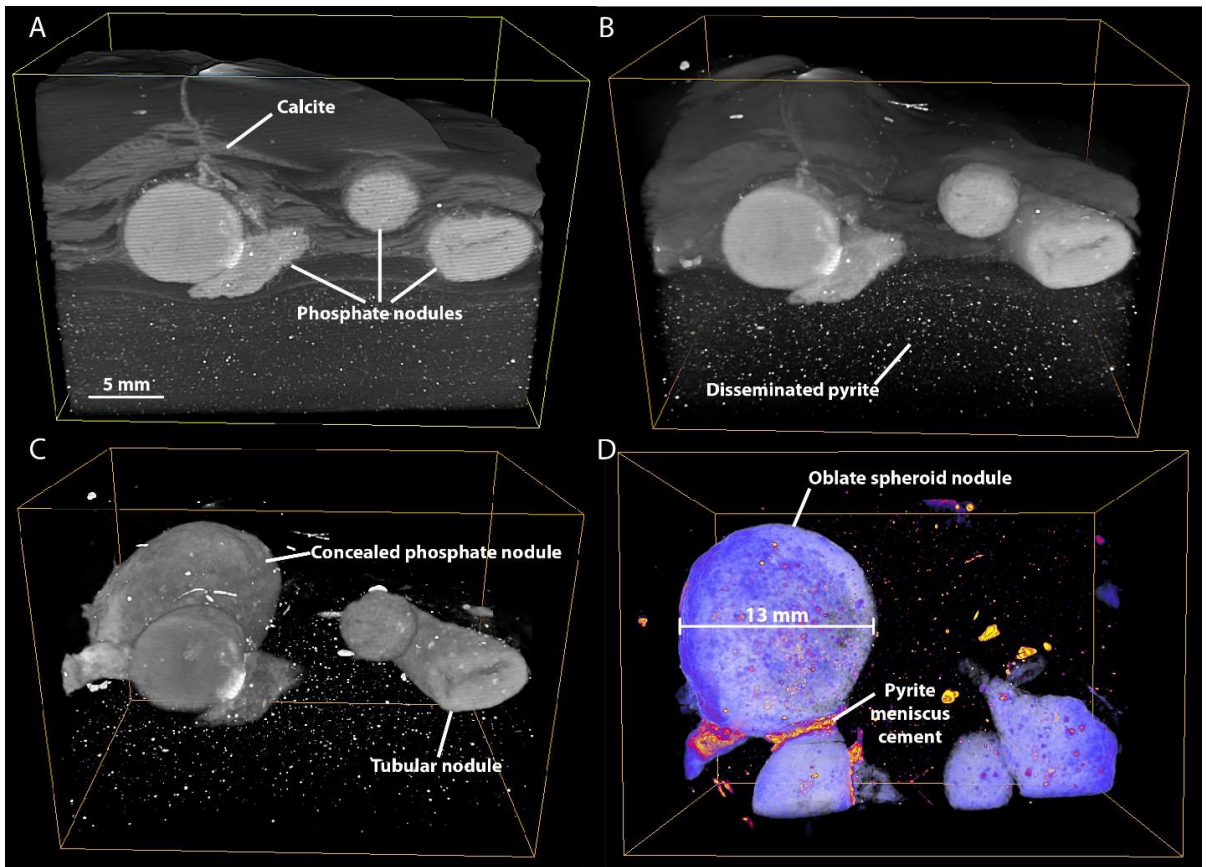 A
Calcite
Phosphate nodules
5 mm
B
Disseminated pyrite
C
Concealed phosphate nodule
Tubular nodule
D
Oblate spheroid nodule
13 mm
Pyrite
meniscus
cement